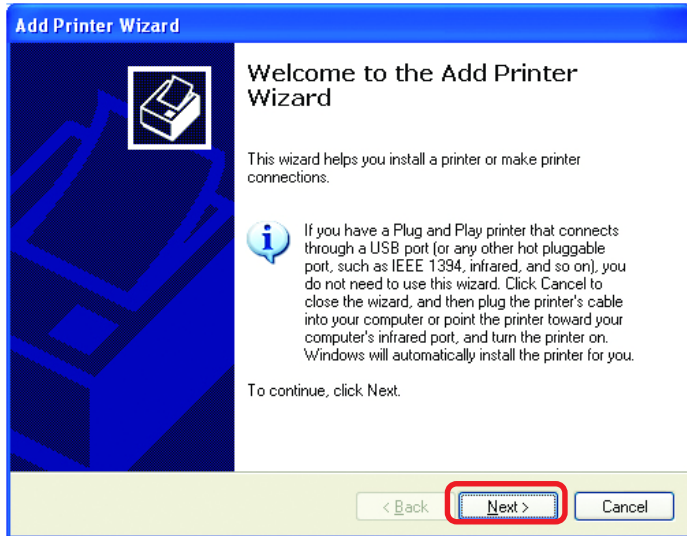 Add Printer Wizard
Welcome to the Add Printer
Wizard
This wizard helps you install a printer or make printer
connections.
If you have a Plug and Play printer that connects
through a USB port (or any other hot pluggable
port, such as IEEE 1394, infrared, and so on), you
do not need to use this wizard. Click Cancel to
close the wizard, and then plug the printer's cable
into your computer or point the printer toward your
computer's infrared port, and turn the printer on.
Windows will automatically install the printer for you.
To continue, click Next.
< Back Next > Cancel